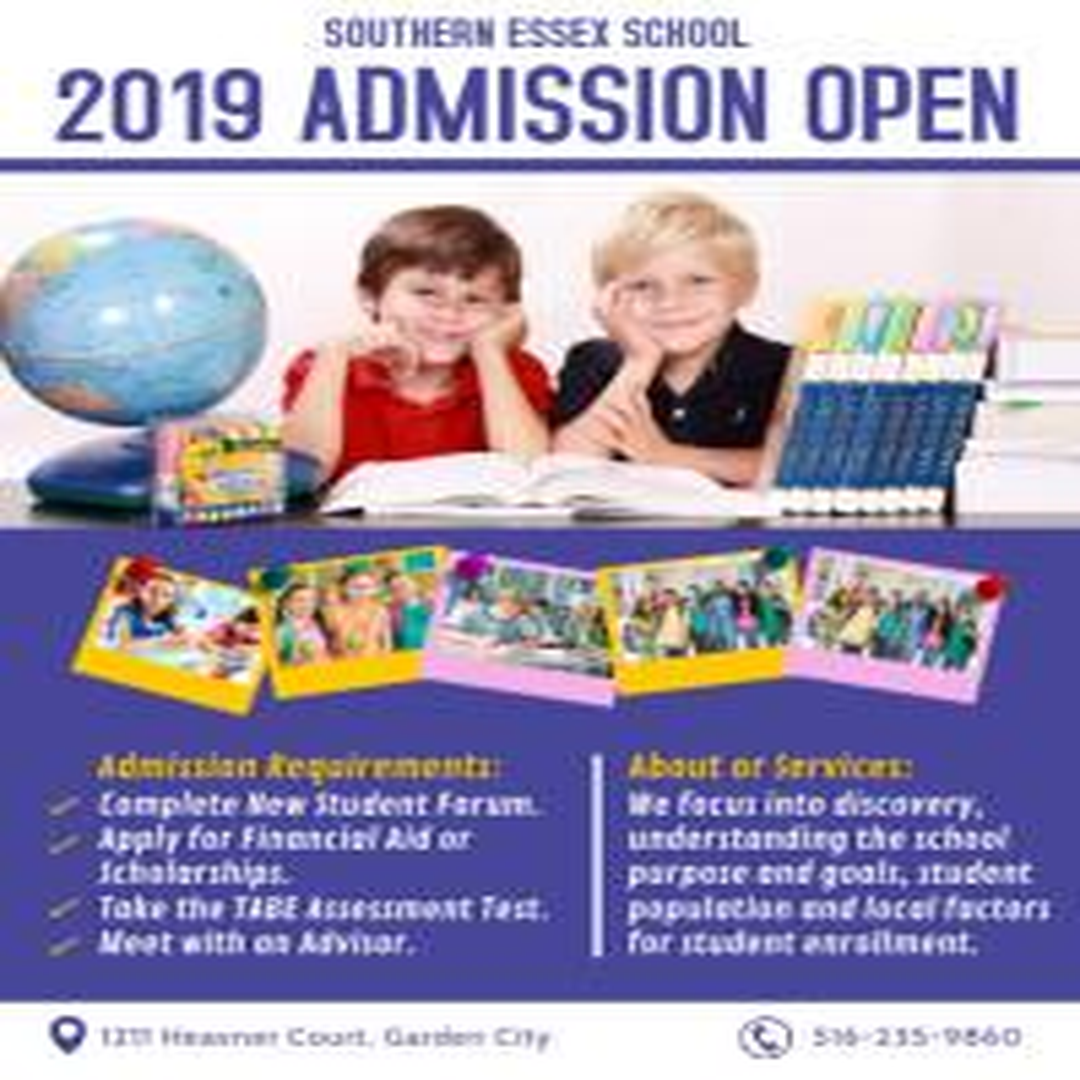 SOUTHERN ESSEX SCHOOL
2019 ADMISSION OPEN
Admission Requirements:
Complete New Student Forum.
Apply for Financial Aid or
Scholarships.
Take the TABE Assessment Test.
Meet with an Advisor.
About or Services:
We focus into discovery,
understanding the school
purpose and goals, student
population and local factors
for student enrollment.
Court, Garden City
516-235-9860